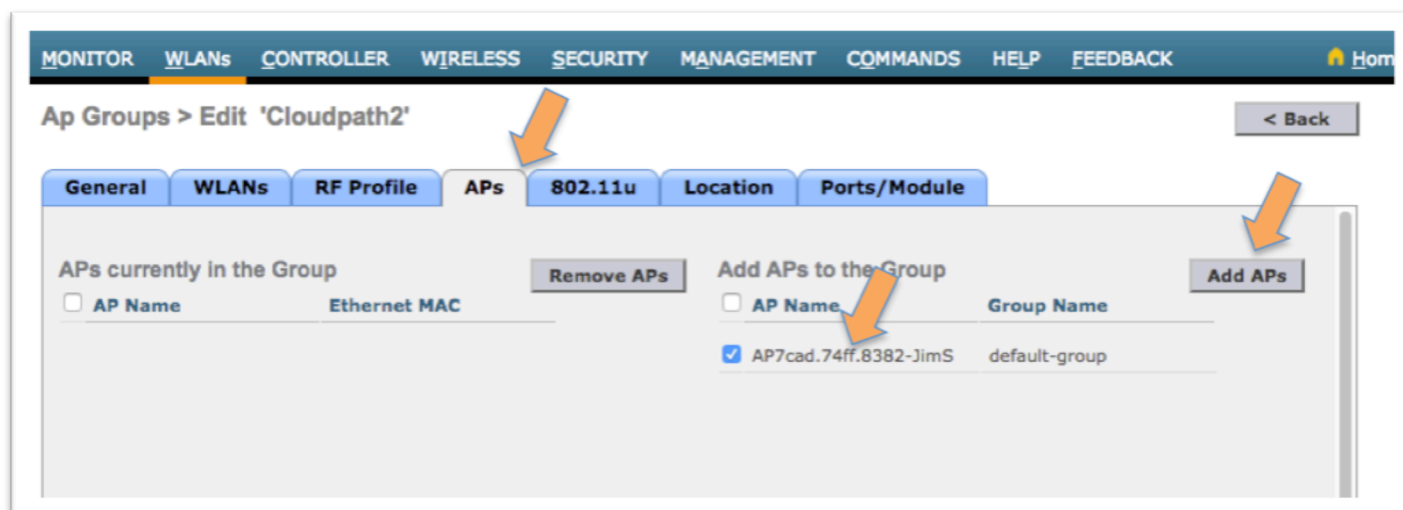 MONITOR WLANs CONTROLLER WIRELESS SECURITY MANAGEMENT COMMANDS HELP FEEDBACK Hom
Ap Groups > Edit 'Cloudpath2' < Back
General WLANs RF Profile APs 802.11u Location Ports/Module
APs currently in the Group Remove APs Add APs to the Group Add APs
AP Name Ethernet MAC AP Name Group Name
AP7cad.74ff.8382-JimS default-group